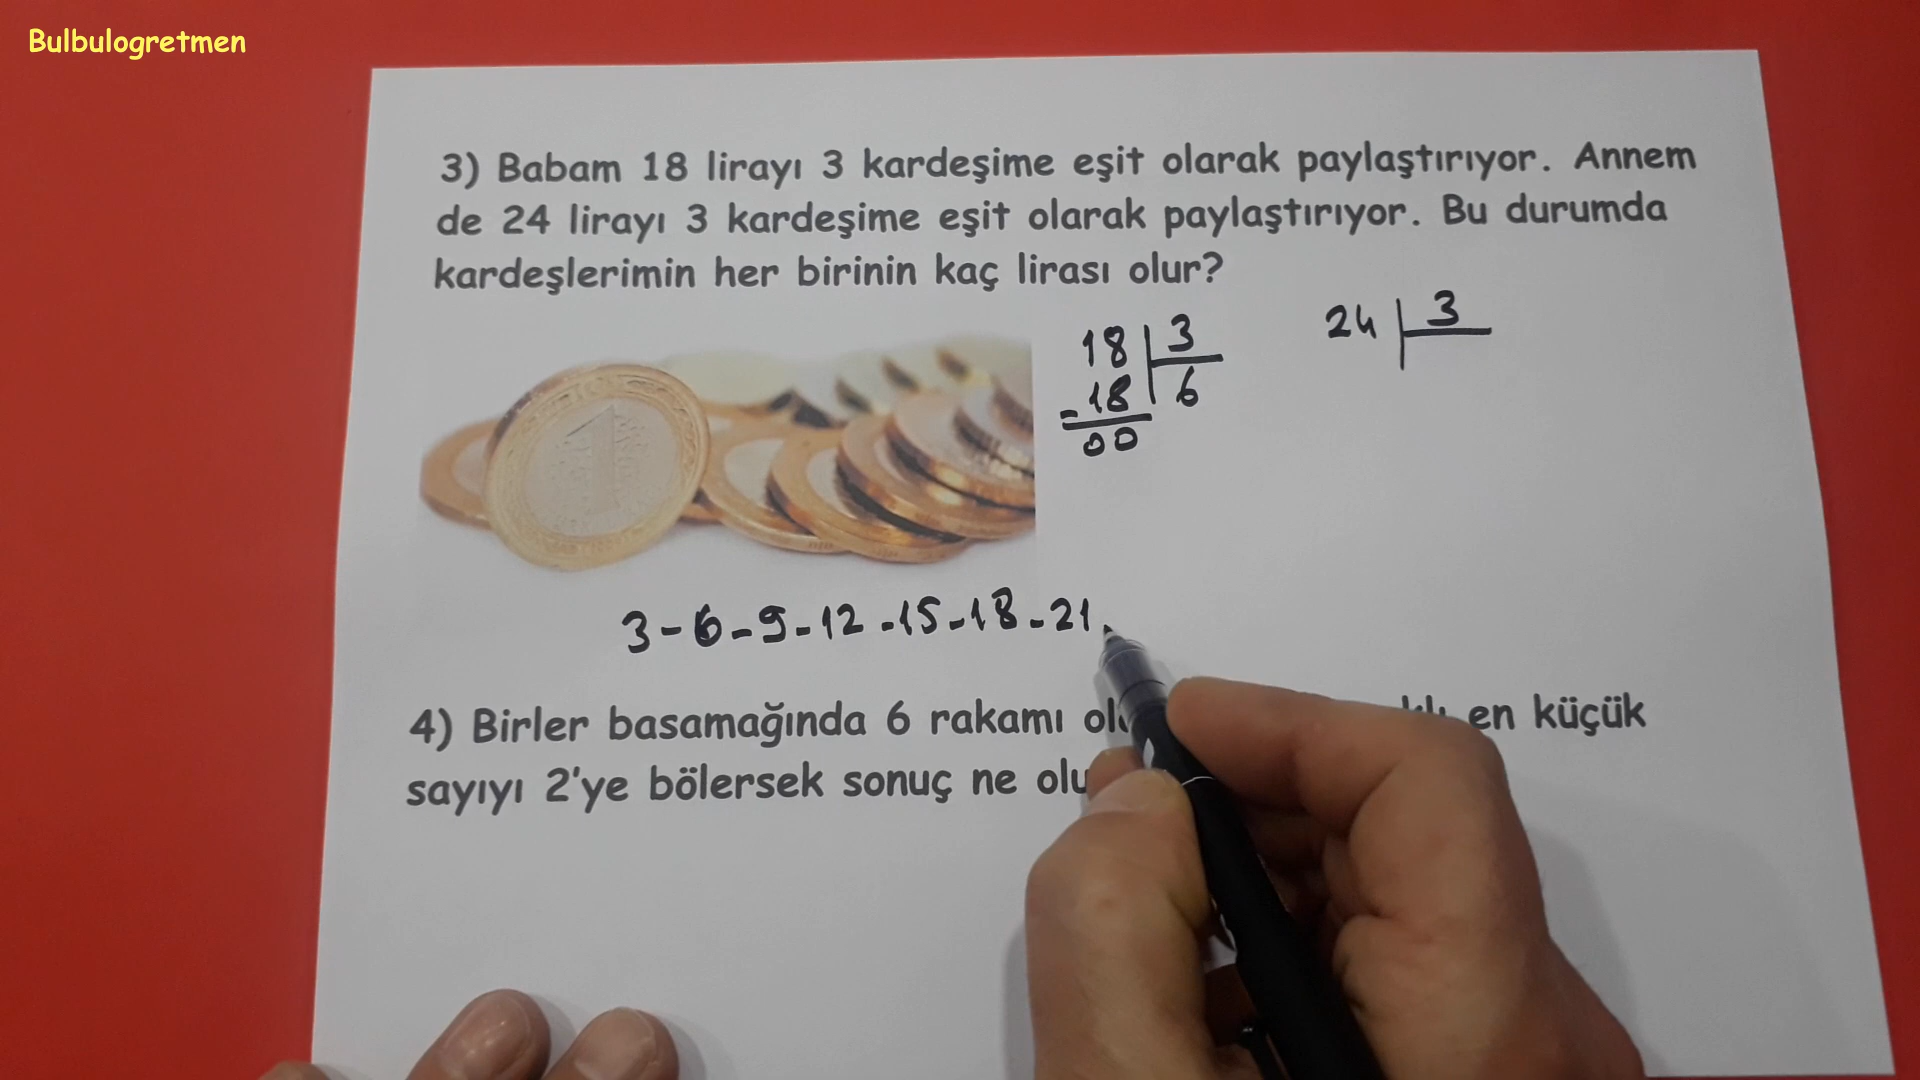 Bulbulogretmen
3) Babam 18 lirayı 3 kardeşime eşit olarak paylaştırıyor. Annem
de 24 lirayı 3 kardeşime eşit olarak paylaştırıyor. Bu durumda
kardeşlerimin her birinin kaç lirası olur?
18 3
-18 6
00
24 3
1
3-6-9-12-15-18-21-
4) Birler basamağında 6 rakamı en küçük
sayıyı 2'ye bölersek sonuç ne